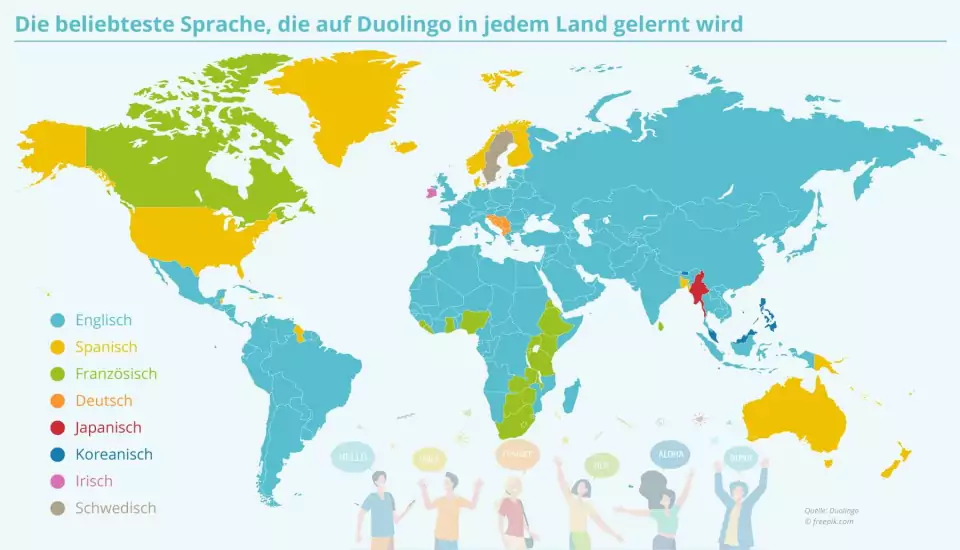 Die beliebteste Sprache, die auf Duolingo in jedem Land gelernt wird
Englisch
Spanisch
Französisch
Deutsch
Japanisch
Koreanisch
Irisch
Schwedisch
HELLO
ALOHA
Quelle: Duolingo
© freepik.com